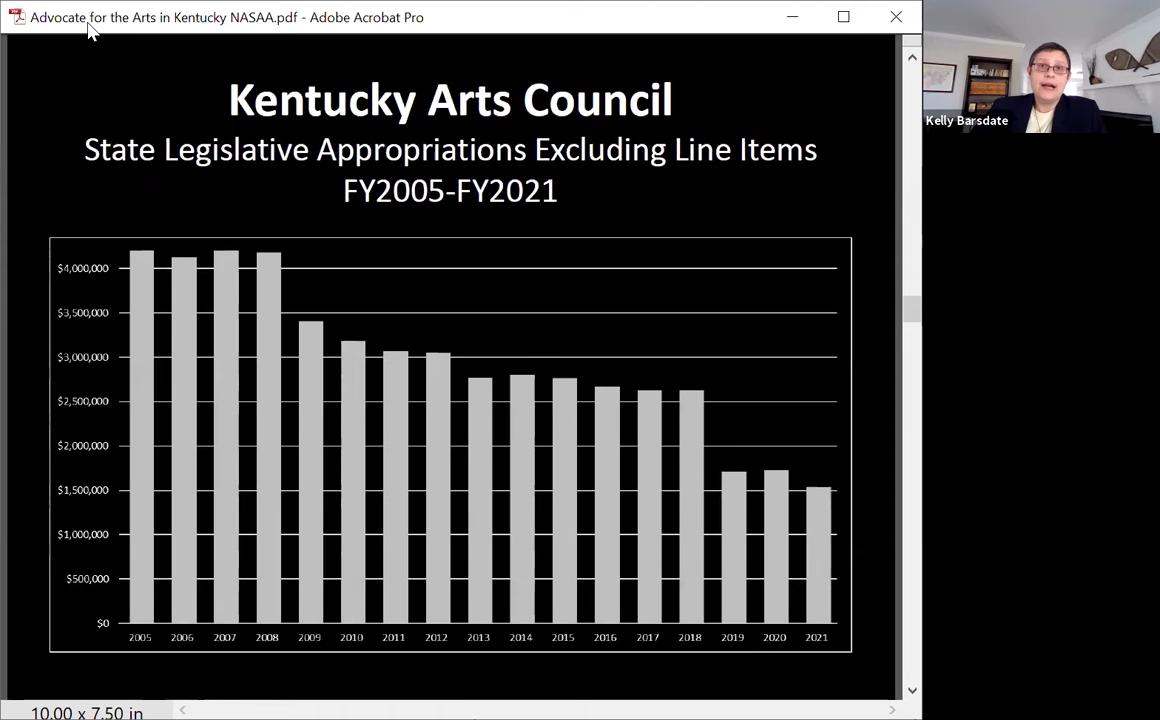 Advocate for the Arts in Kentucky NASAA.pdf - Adobe Acrobat Pro
Kelly Barsdate
Kentucky Arts Council
State Legislative Appropriations Excluding Line Items
FY2005-FY2021
$4,000,000
$3,500,000
$3,000,000
$2,500,000
$2,000,000
$1,500,000
$1,000,000
$500,000
$0
2005 2006 2007 2008 2009 2010 2011 2012 2013 2014 2015 2016 2017 2018 2019 2020 2021
10.00 x 7.50 in